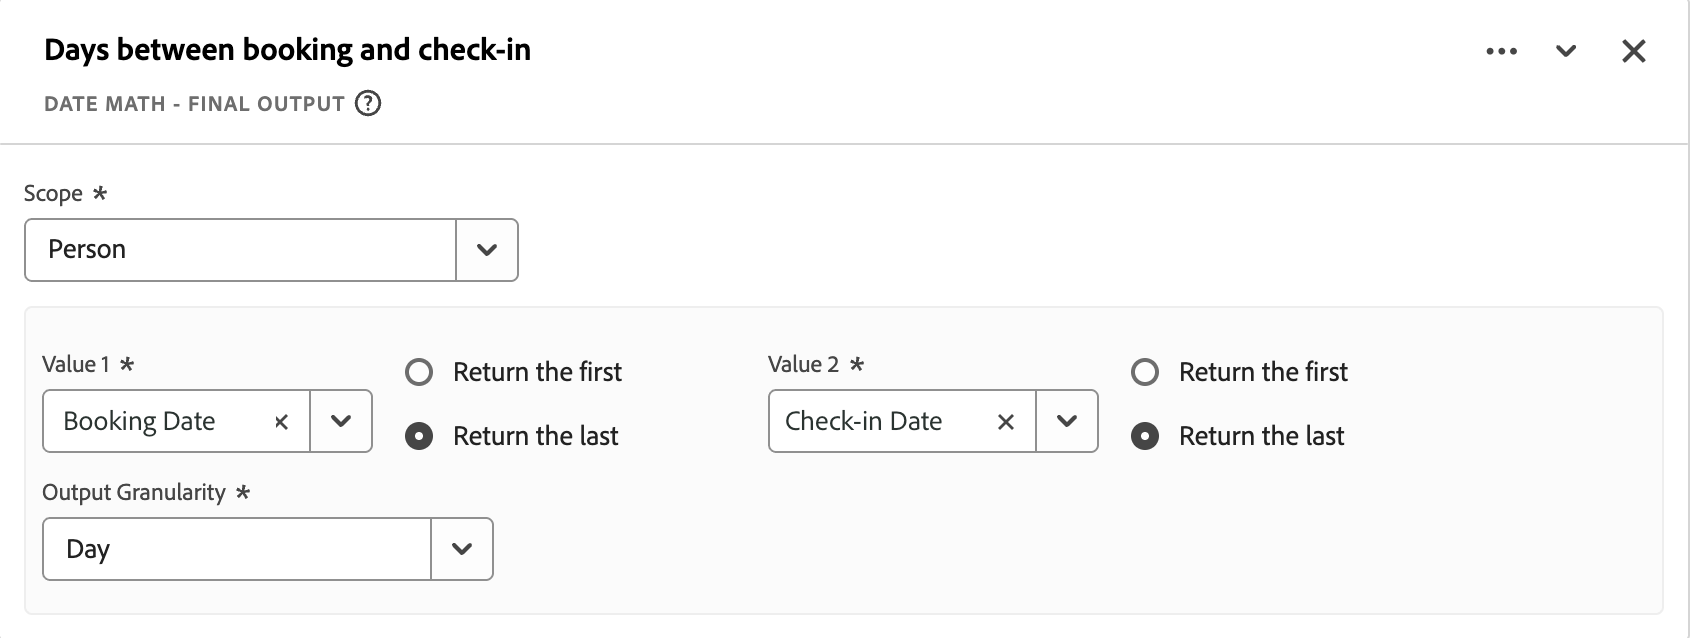 Days between booking and check-in
DATE MATH - FINAL OUTPUT ?
Scope *
Person
Value 1 *
Booking Date
Return the first
Return the last
Value 2 *
Check-in Date
Return the first
Return the last
Output Granularity *
Day